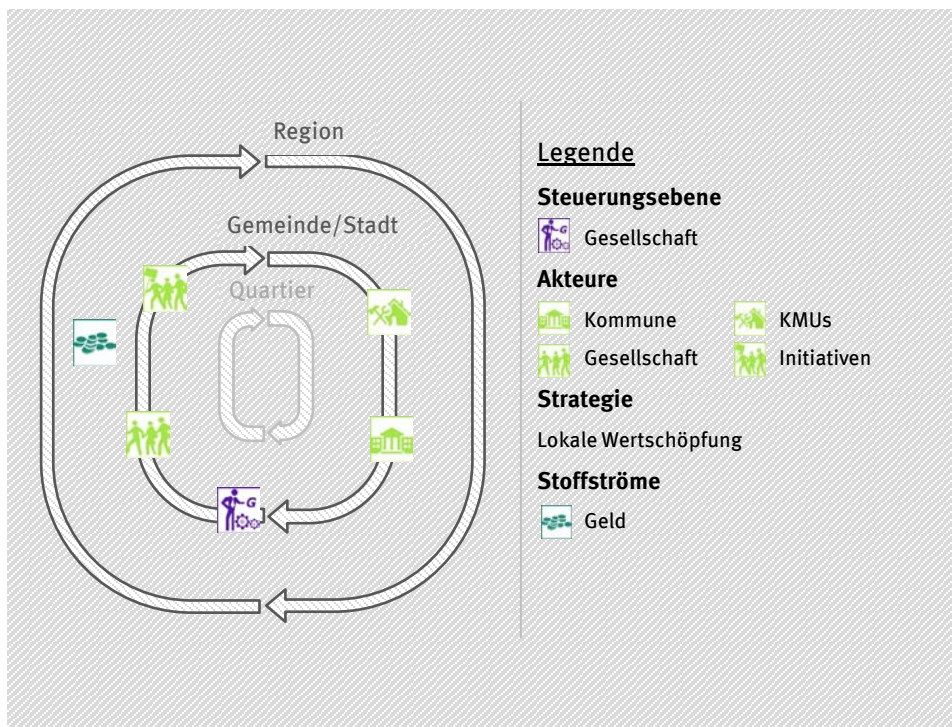 Region
Gemeinde/Stadt
Quartier
G
Legende
Steuerungsebene
G
Gesellschaft
Akteure
Kommune
KMUs
Gesellschaft
Initiativen
Strategie
Lokale Wertschöpfung
Stoffströme
Geld